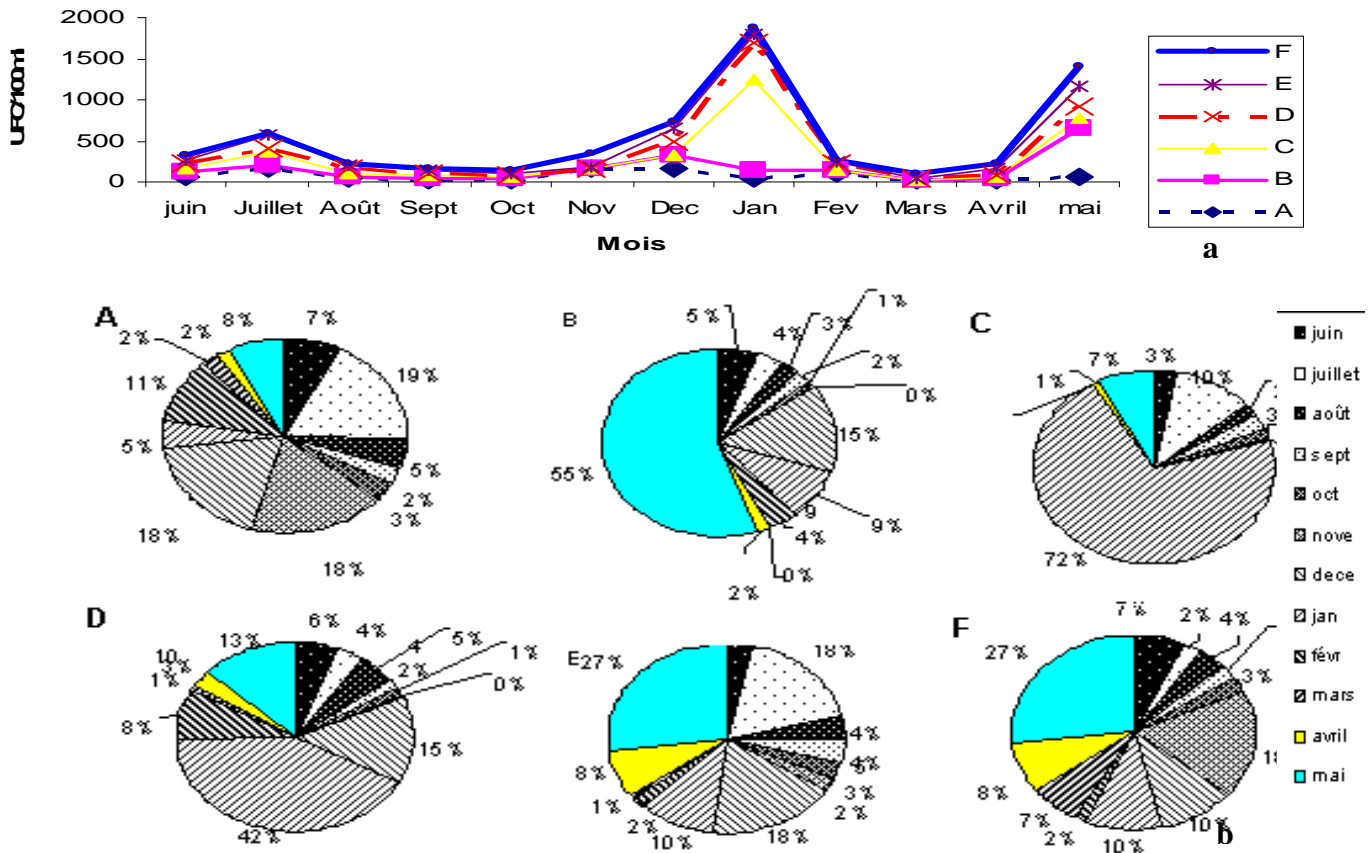 2000
1500
1000
500
0
UFC/100ml
juin Juillet Août Sept Oct Nov Dec Jan Fev Mars Avril mai
Mois
F
E
D
C
B
A
a
A
2% 2% 8% 7%
11% 19%
5% 5%
2%
3%
18%
18%
B
5% 4% 3% 1%
2%
0%
15%
55%
9
9%
4%
0%
2%
C
7% 3%
1% 10%
3
72%
juin
juillet
août
sept
oct
nove
dece
jan
févr
mars
avril
mai
D
10 13% 6% 4% 4 5%
3% 2% 1%
1% 0%
8% 15%
42%
E 27% 18%
4%
4%
8% 3%
1% 2%
2% 10% 18%
F
7% 2% 4%
27% 3%
8%
7%
2% 10% 10%
b